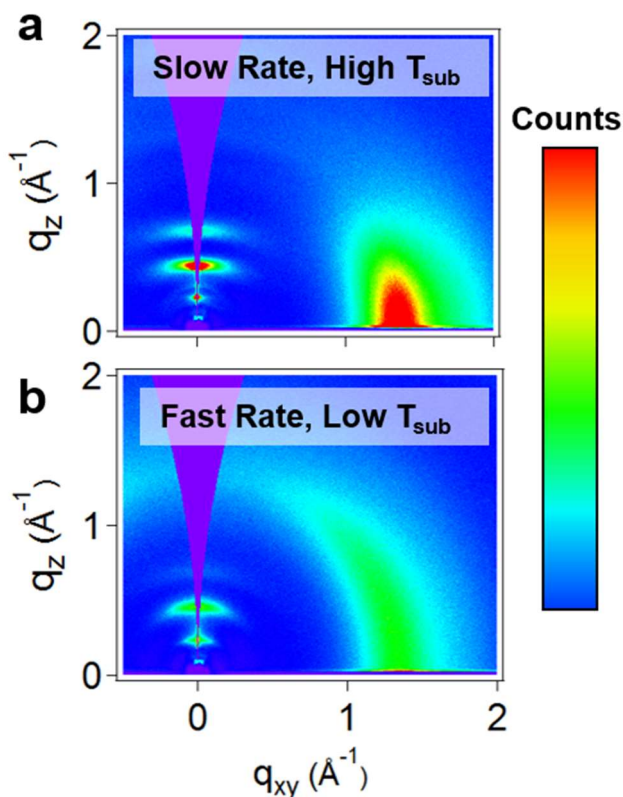 a
Slow Rate, High Tsub
2
1
0
qz (Å-1)
Counts
b
Fast Rate, Low Tsub
2
1
0
qz (Å-1)
0 1 2
qxy (Å-1)